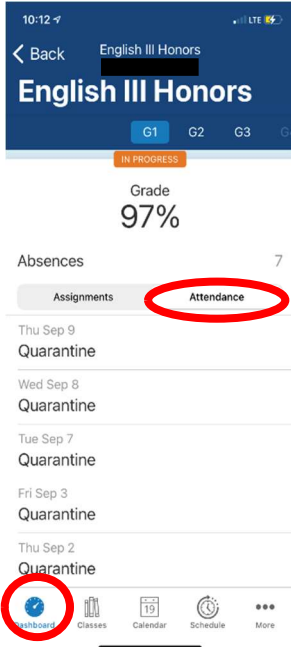 10:12
LTE
Back
English III Honors
English III Honors
G1 G2 G3
IN PROGRESS
Grade
97%
Absences 7
Assignments Attendance
Thu Sep 9
Quarantine
Wed Sep 8
Quarantine
Tue Sep 7
Quarantine
Fri Sep 3
Quarantine
Thu Sep 2
Quarantine
19
Dashboard Classes Calendar Schedule More